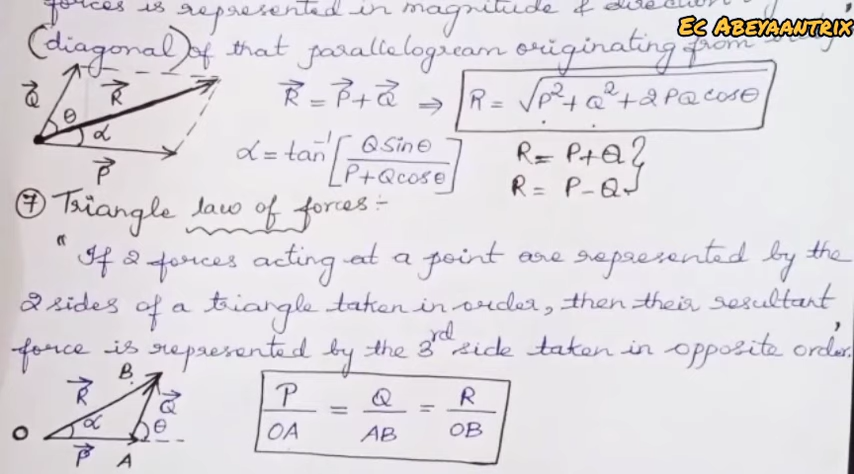 forces is represented in magnitude & direction
EC ABEYAANTRIX
(diagonal) of that parallelogram originating from
Q⃗ R⃗ θ α P⃗
R⃗ = P⃗ + Q⃗ ⇒ R = √P² + Q² + 2PQ cosθ
α = tan⁻¹ [Q sinθ / P + Q cosθ]
R = P + Q }
R = P - Q }
⑦ Triangle law of forces :-
" If 2 forces acting at a point are represented by the
2 sides of a triangle taken in order, then their resultant
force is represented by the 3rd side taken in opposite order.
O R⃗ B Q⃗ α θ P⃗ A
P/OA = Q/AB = R/OB